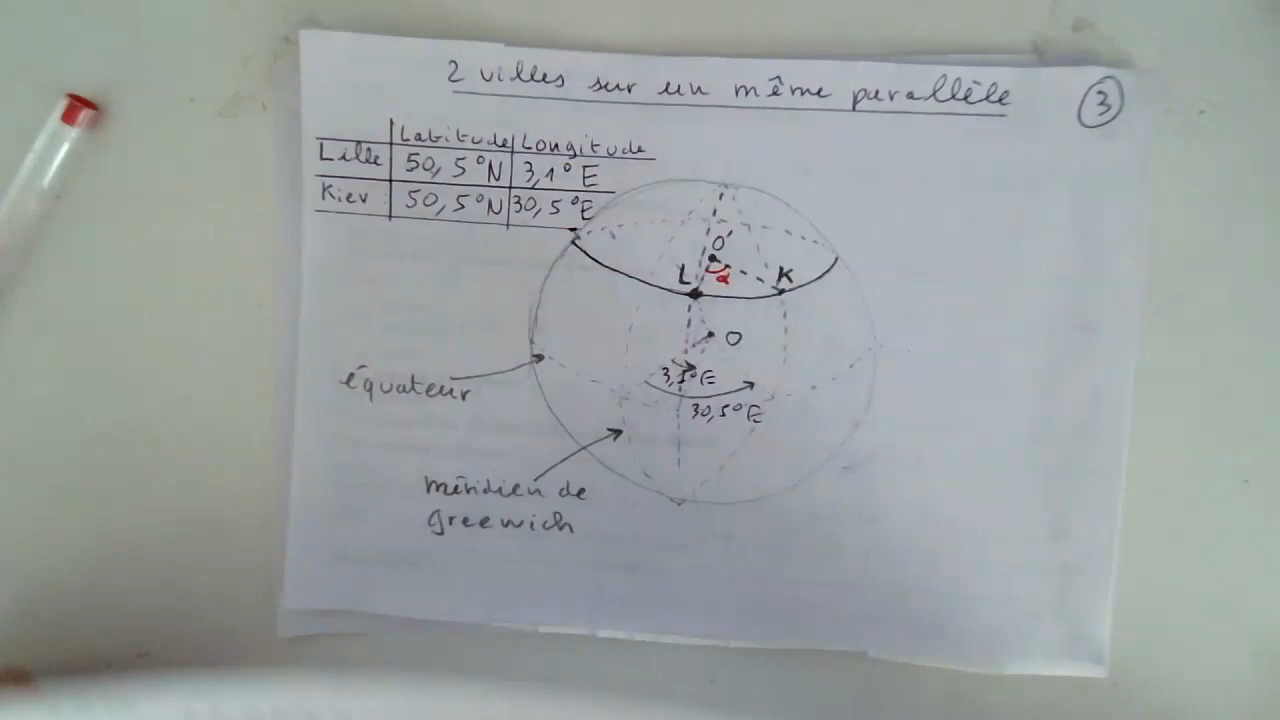 2 villes sur un même parallèle
3
Latitude Longitude
Lille 50,5°N 3,1° E
Kiev 50,5°N 30,5°E
O'
L α K
O
3,1°E
30,5°E
équateur
méridien de
greewich